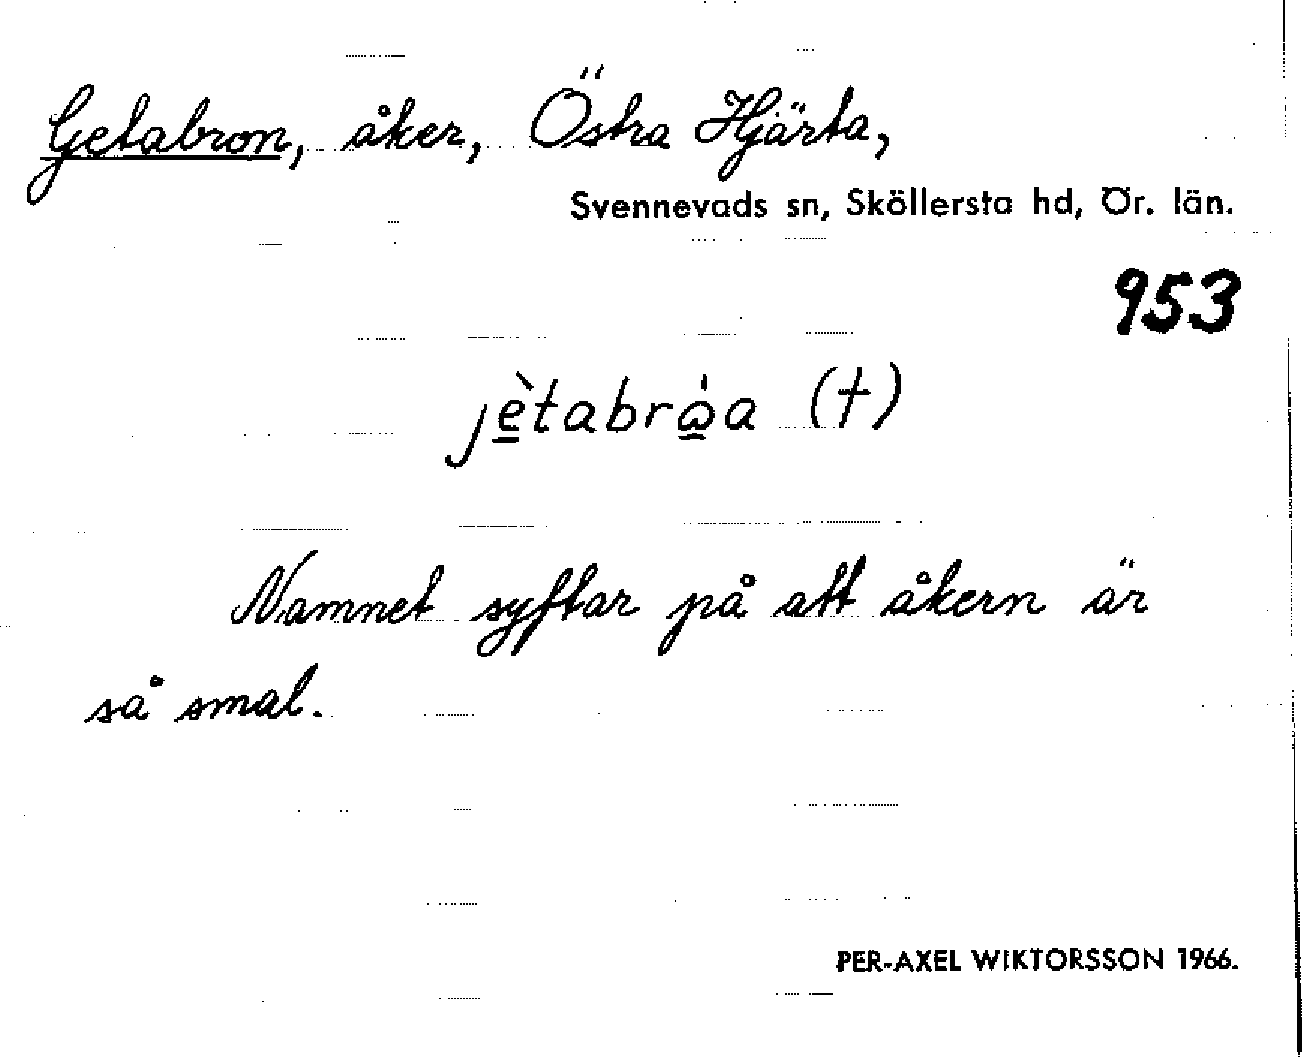 Getabron, åker, Östra Hjärta,
Svennevads sn, Sköllersta hd, Ör. län.
953
jètabrὼ̲a (†)
Namnet syftar på att åkern är
så smal.
PER-AXEL WIKTORSSON 1966.